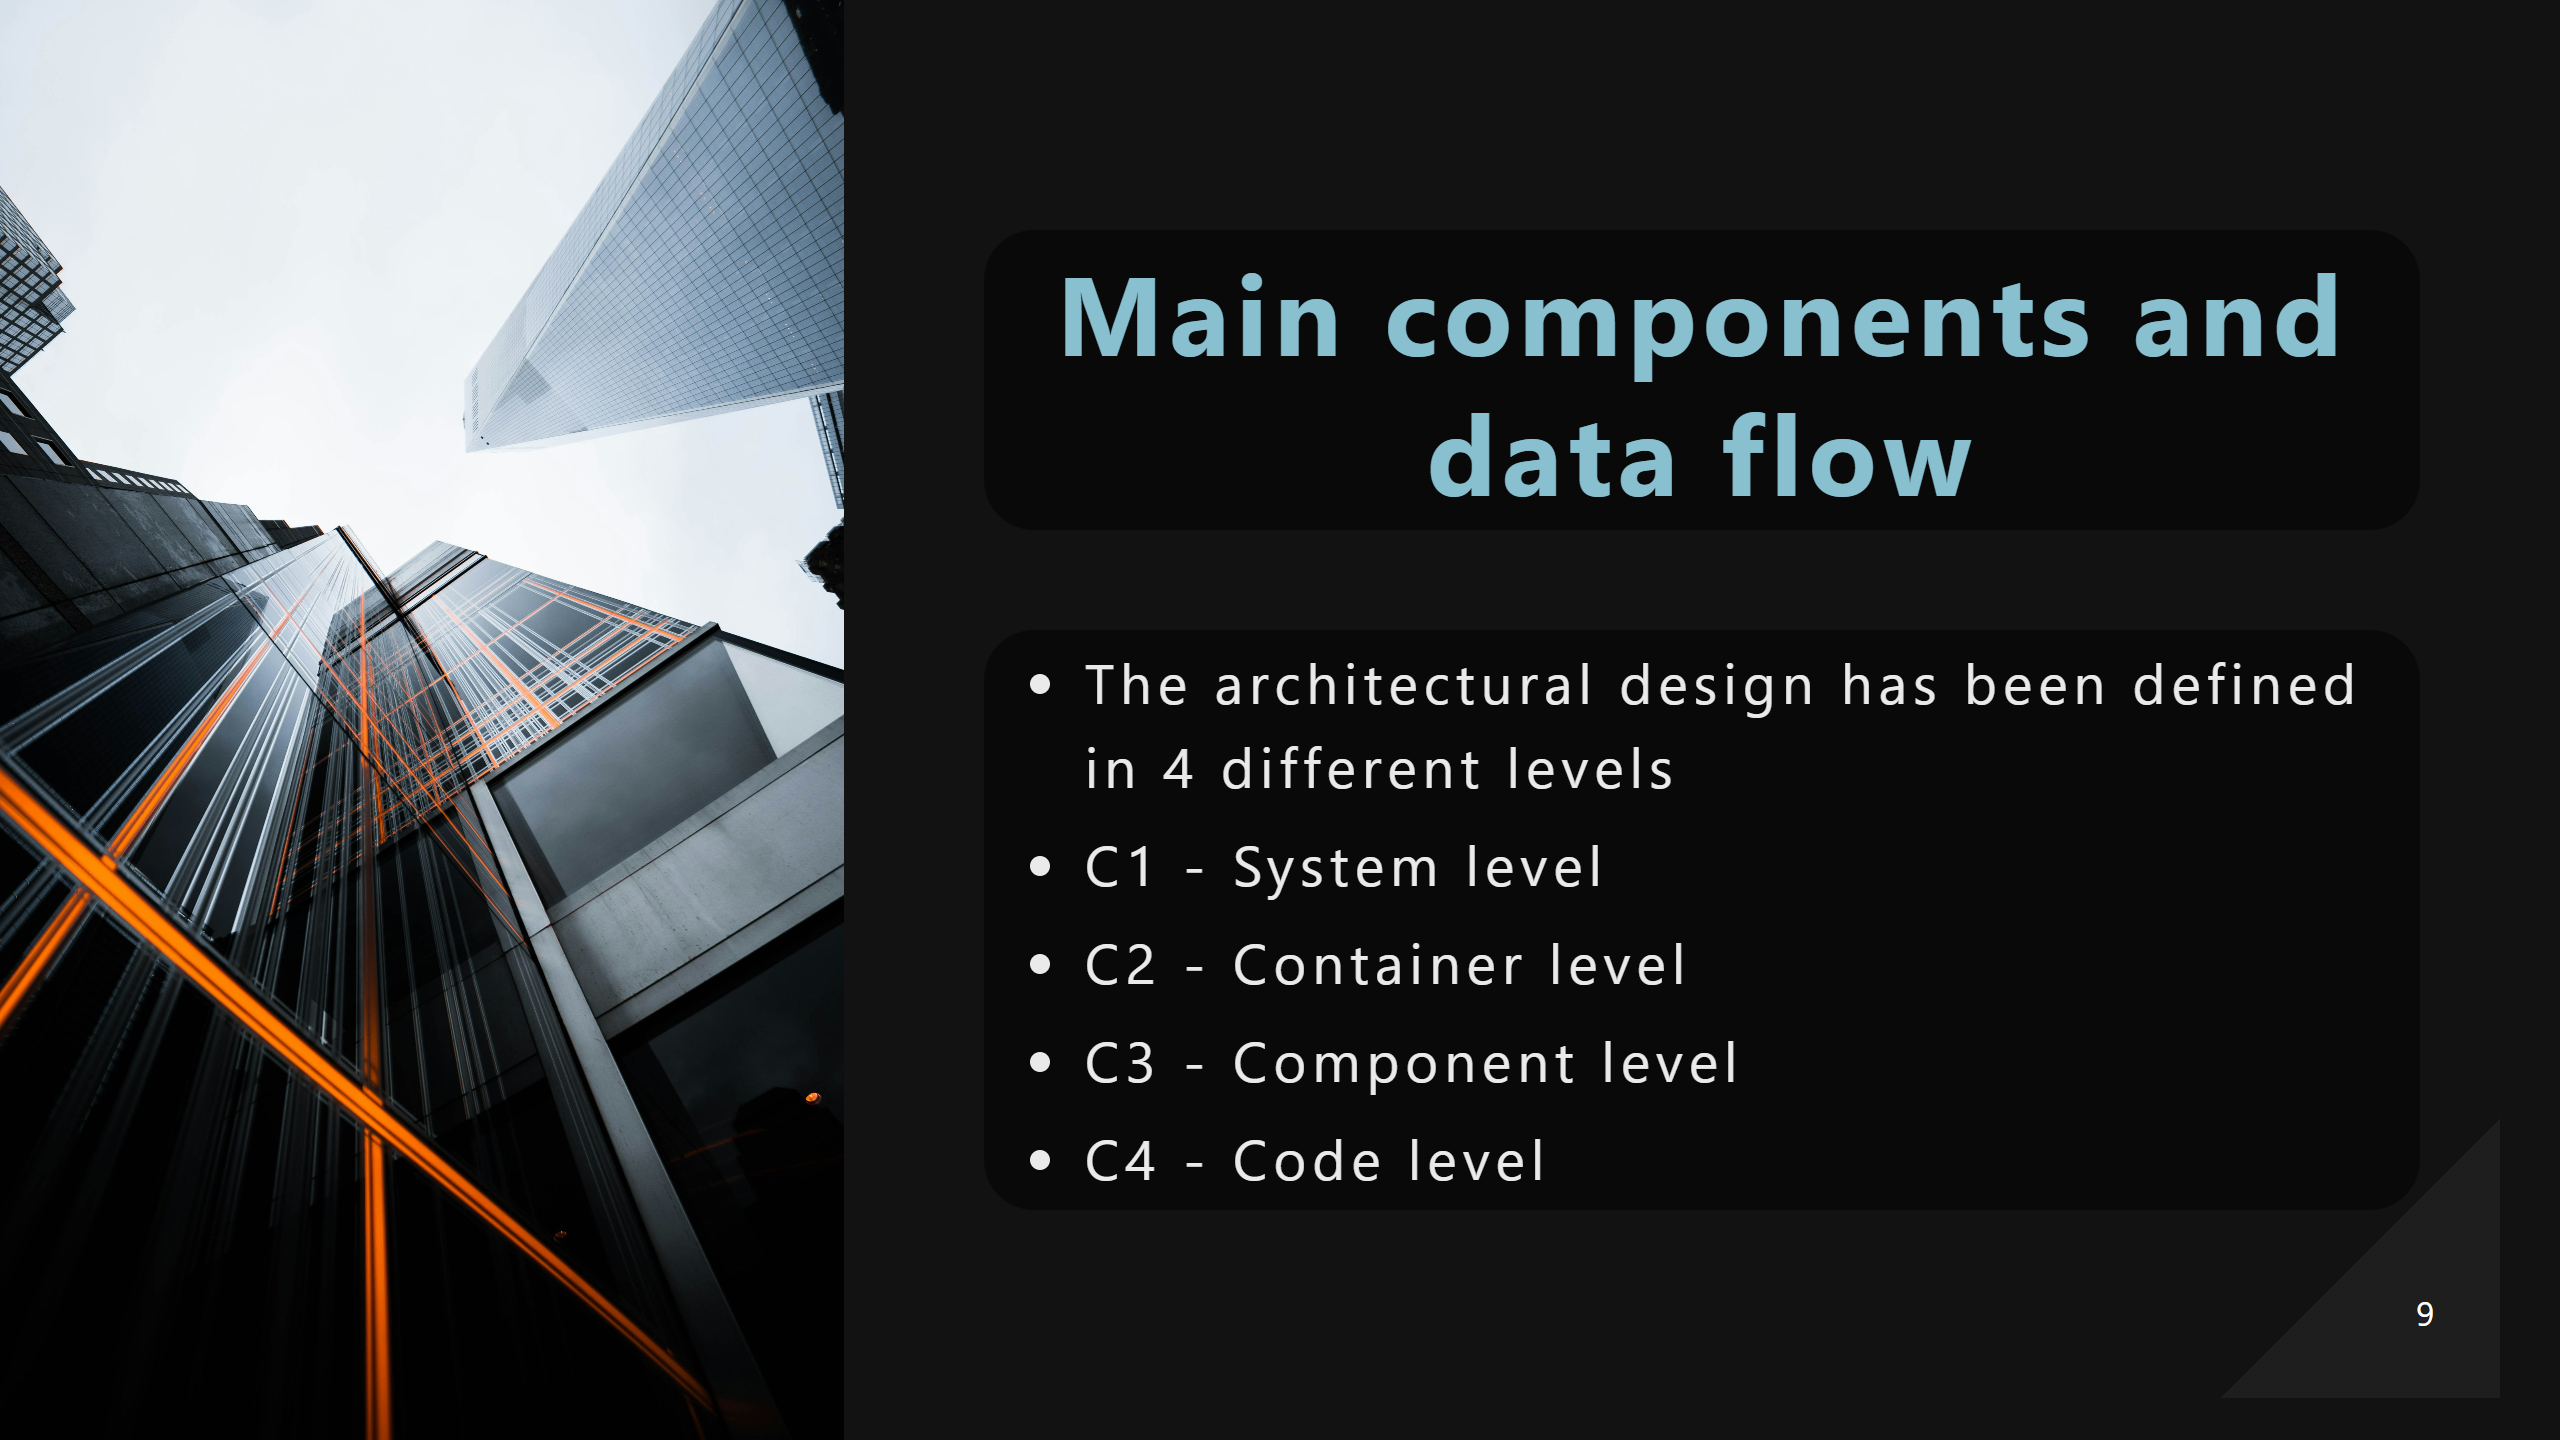 Main components and
data flow
• The architectural design has been defined
in 4 different levels
• C1 - System level
• C2 - Container level
• C3 - Component level
• C4 - Code level
9